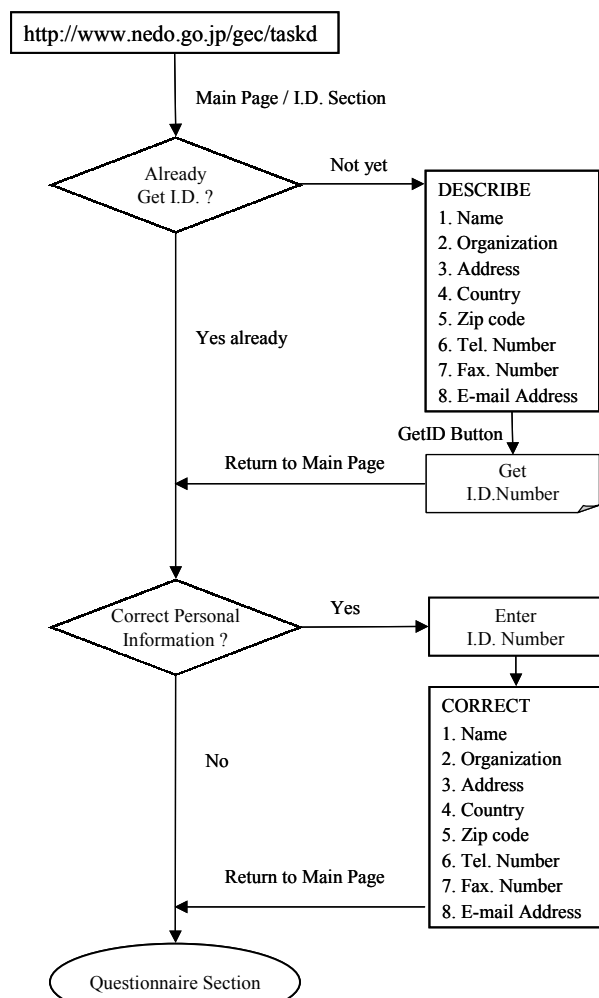 http://www.nedo.go.jp/gec/taskd
Main Page / I.D. Section
Already
Get I.D. ?
Not yet
DESCRIBE
1. Name
2. Organization
3. Address
4. Country
5. Zip code
6. Tel. Number
7. Fax. Number
8. E-mail Address
Yes already
GetID Button
Return to Main Page
Get
I.D.Number
Correct Personal
Information ?
Yes
Enter
I.D. Number
CORRECT
1. Name
2. Organization
3. Address
4. Country
5. Zip code
6. Tel. Number
7. Fax. Number
8. E-mail Address
No
Return to Main Page
Questionnaire Section